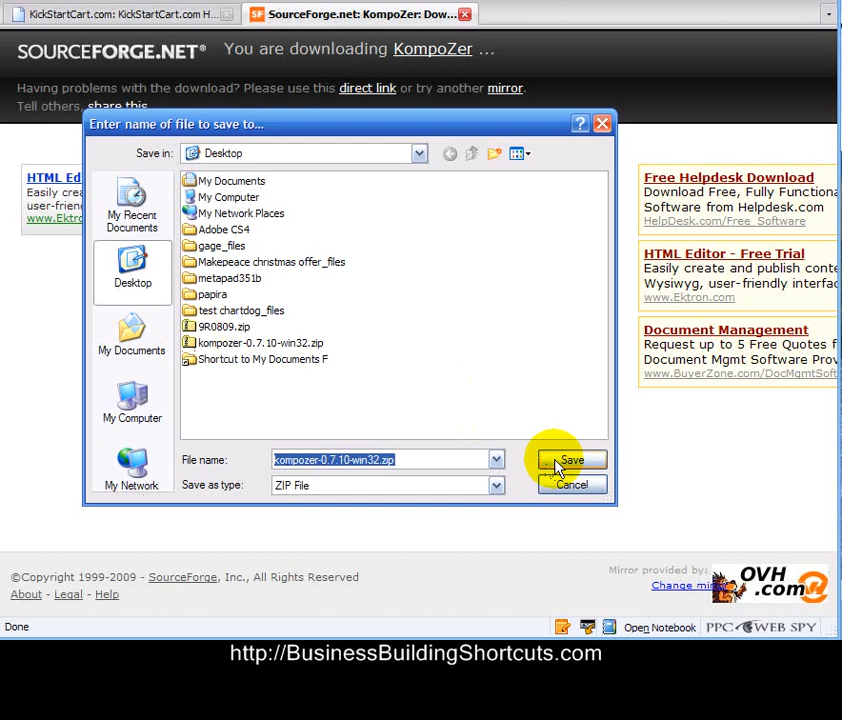 KickStartCart.com: KickStartCart.com H...
SF SourceForge.net: KompoZer: Dow...
SOURCEFORGE.NET® You are downloading KompoZer ...
Having problems with the download? Please use this direct link or try another mirror.
Tell others, share this
Enter name of file to save to...
Save in: Desktop
My Recent Documents
Desktop
My Documents
My Computer
My Network
My Documents
My Computer
My Network Places
Adobe CS4
gage_files
Makepeace christmas offer_files
metapad351b
papira
test chartdog_files
9R0809.zip
kompozer-0.7.10-win32.zip
Shortcut to My Documents F
File name: kompozer-0.7.10-win32.zip Save
Save as type: ZIP File Cancel
HTML Ed
Easily crea
user-friend
www.Ekt
Free Helpdesk Download
Download Free, Fully Functiona
Software from Helpdesk.com
HelpDesk.com/Free_Software
HTML Editor - Free Trial
Easily create and publish conte
Wysiwyg, user-friendly interfac
www.Ektron.com
Document Management
Request up to 5 Free Quotes f
Document Mgmt Software Prov
www.BuyerZone.com/DocMgmtSoft
©Copyright 1999-2009 - SourceForge, Inc., All Rights Reserved
About - Legal - Help
Mirror provided by:
Change mirr
OVH
.com
Done
Open Notebook PPC WEB SPY
http://BusinessBuildingShortcuts.com